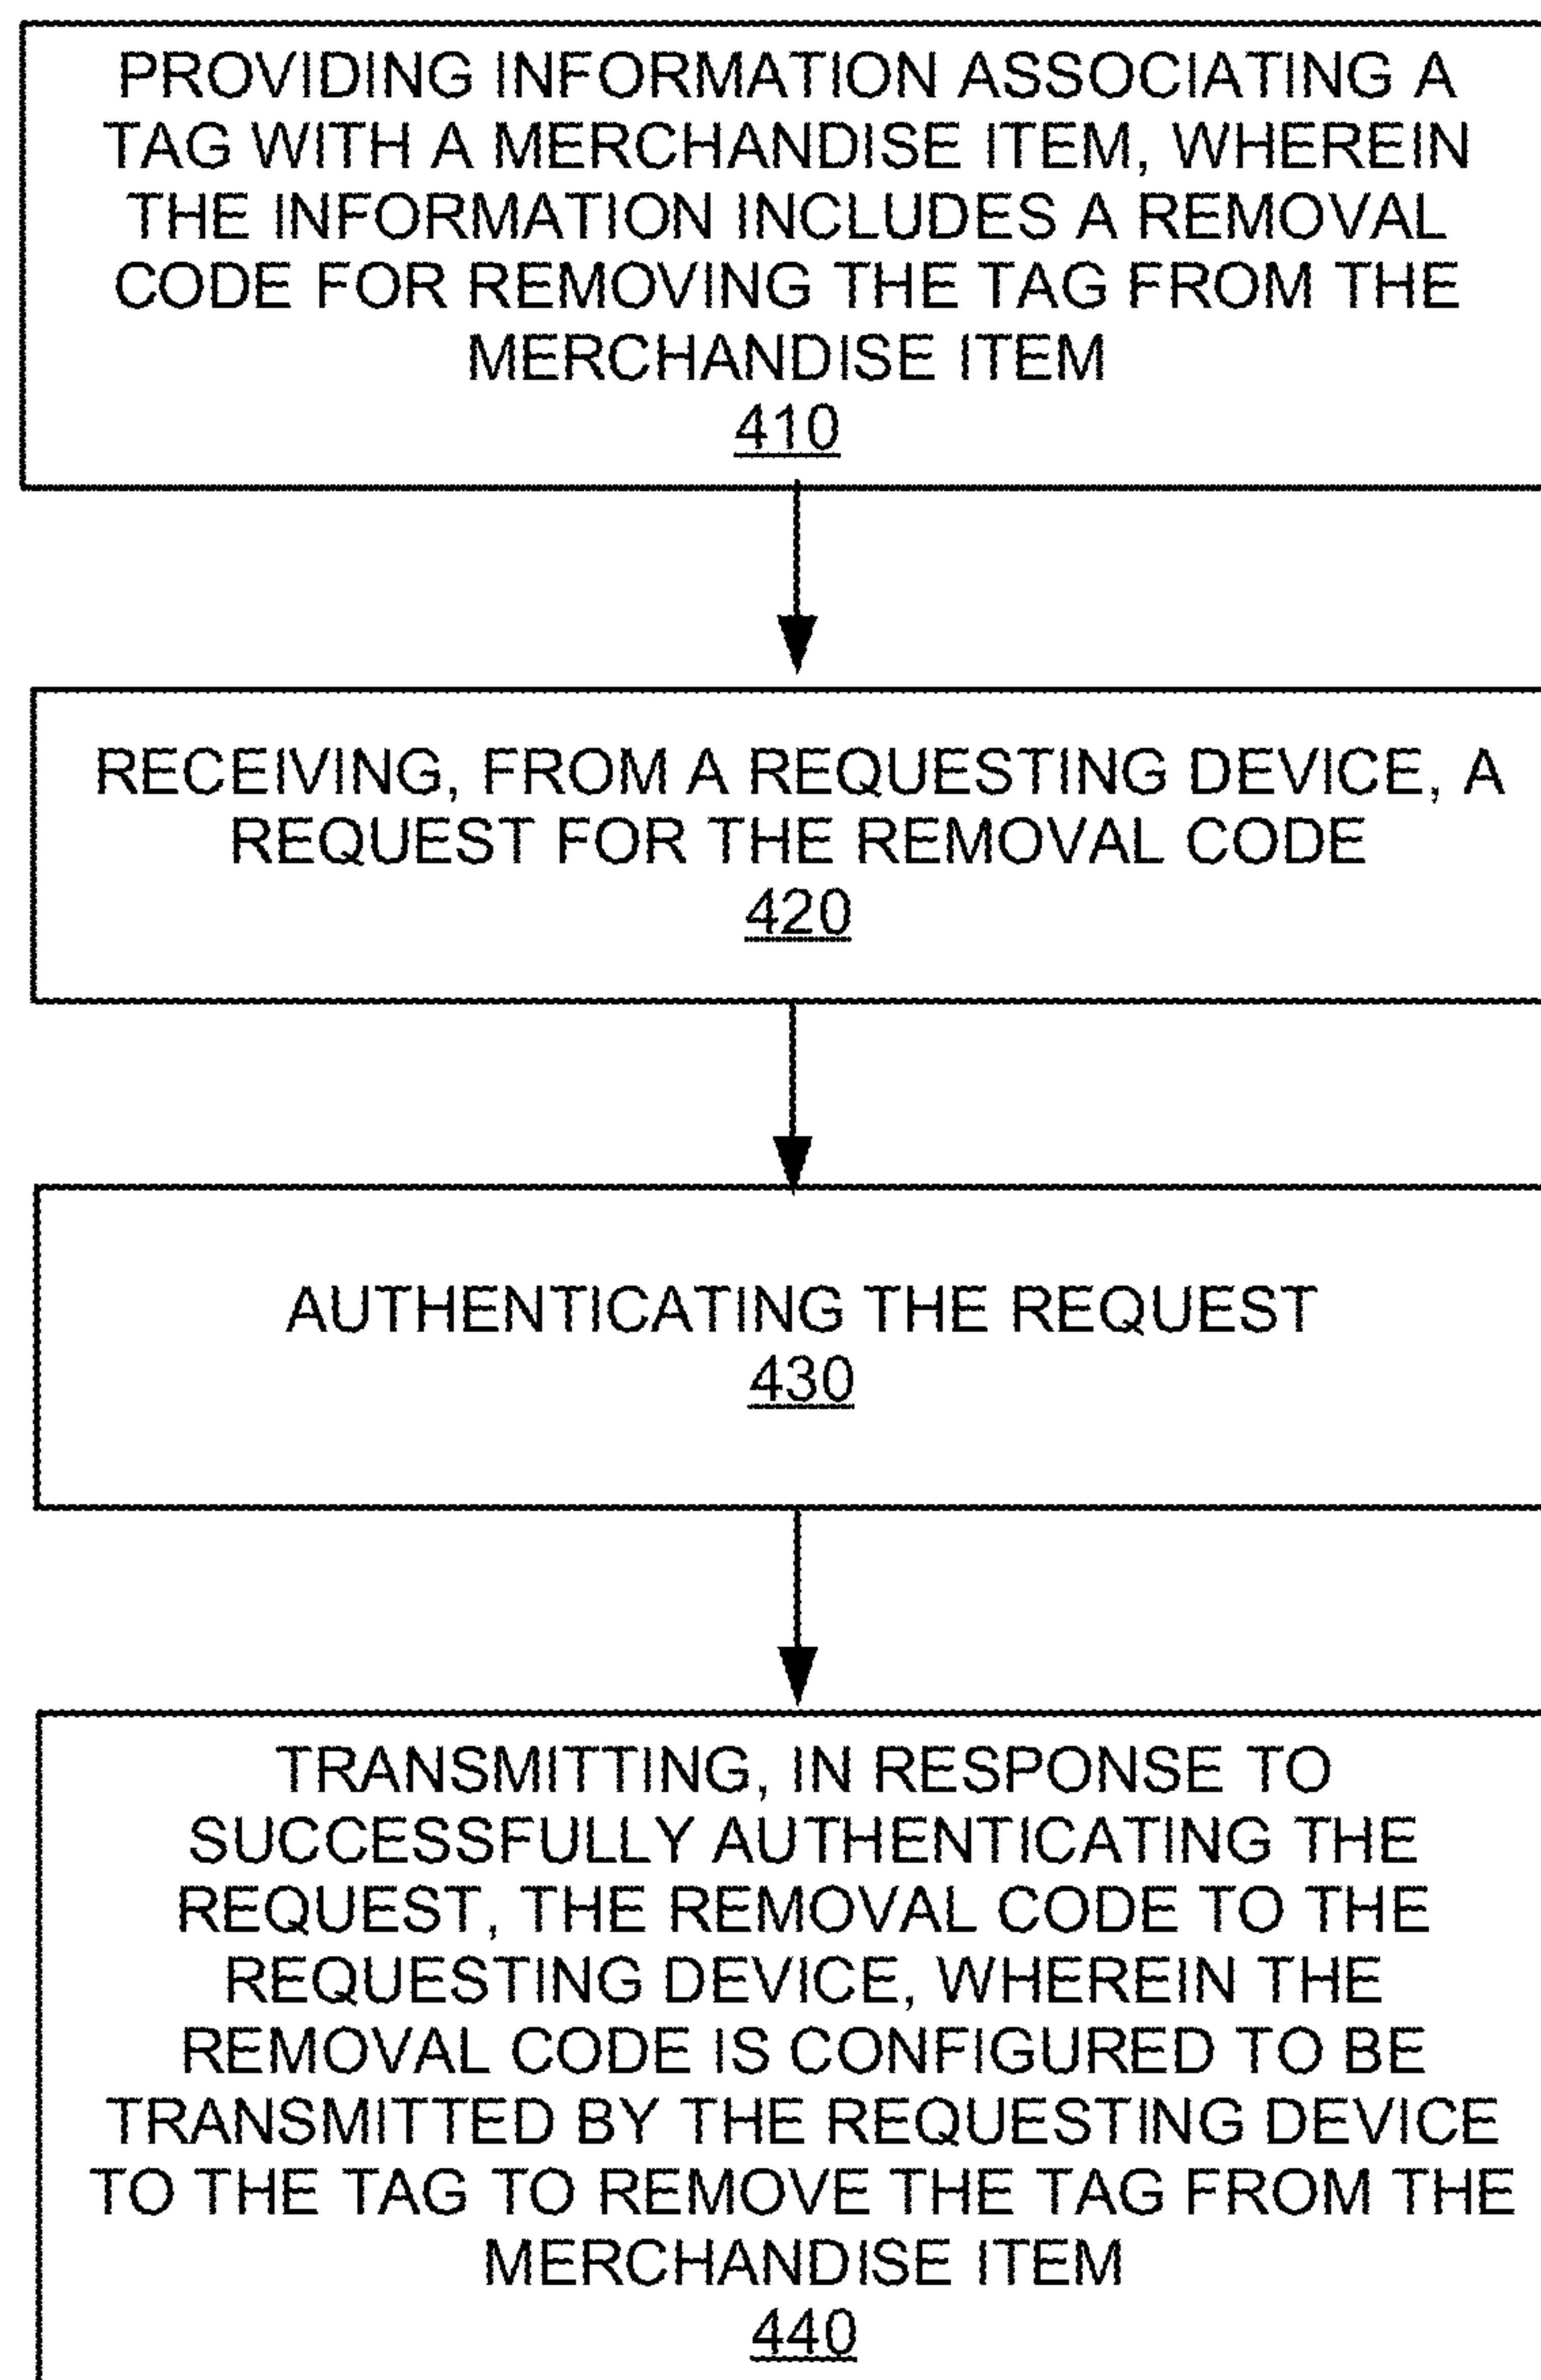 PROVIDING INFORMATION ASSOCIATING A
TAG WITH A MERCHANDISE ITEM, WHEREIN
THE INFORMATION INCLUDES A REMOVAL
CODE FOR REMOVING THE TAG FROM THE
MERCHANDISE ITEM
410
RECEIVING, FROM A REQUESTING DEVICE, A
REQUEST FOR THE REMOVAL CODE
420
AUTHENTICATING THE REQUEST
430
TRANSMITTING, IN RESPONSE TO
SUCCESSFULLY AUTHENTICATING THE
REQUEST, THE REMOVAL CODE TO THE
REQUESTING DEVICE, WHEREIN THE
REMOVAL CODE IS CONFIGURED TO BE
TRANSMITTED BY THE REQUESTING DEVICE
TO THE TAG TO REMOVE THE TAG FROM THE
MERCHANDISE ITEM
440